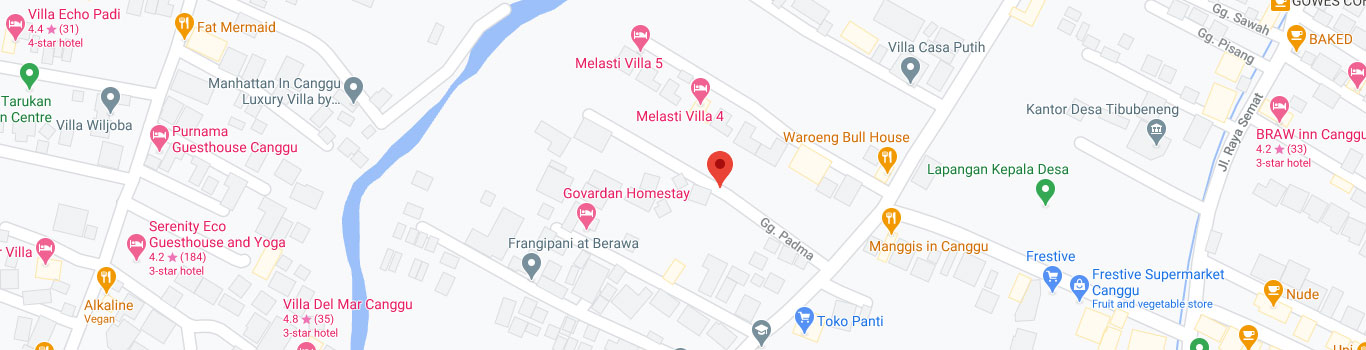 Villa Echo Padi
4.4 ★ (31)
4-star hotel
Fat Mermaid
Manhattan In Canggu
Luxury Villa by...
Tarukan
n Centre
Villa Wiljoba
Purnama
Guesthouse Canggu
Serenity Eco
Guesthouse and Yoga
4.2 ★ (184)
3-star hotel
Villa
Alkaline
Vegan
Villa Del Mar Canggu
4.8 ★ (35)
3-star hotel
Melasti Villa 5
Melasti Villa 4
Govardan Homestay
Frangipani at Berawa
Gg. Padma
Villa Casa Putih
Waroeng Bull House
Manggis in Canggu
Toko Panti
Lapangan Kepala Desa
Kantor Desa Tibubeneng
Frestive
Frestive Supermarket
Canggu
Fruit and vegetable store
Gg. Sawah
Gg. Pisang
Jl. Raya Semat
GOWES COF
BAKED
BRAW inn Canggu
4.2 ★ (33)
3-star hotel
Nude